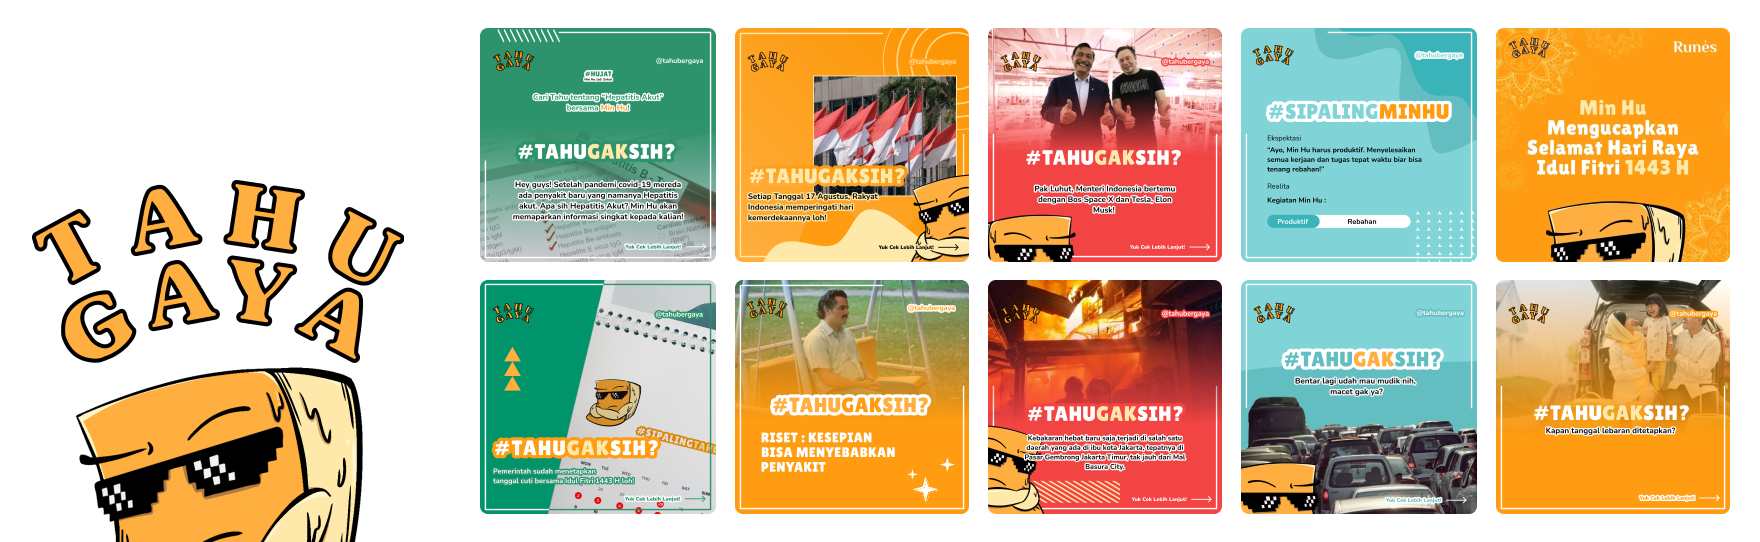 TAHU
GAYA
TAHU
GAYA
@tahubergaya
#HUJAT
Cari Tahu tentang "Hepatitis Akut"
bersama Min Hu!
#TAHUGAKSIH?
Hey guys! Setelah pandemi covid-19 mereda
ada penyakit baru yang namanya Hepatitis
akut. Apa sih Hepatitis Akut? Min Hu akan
memaparkan informasi singkat kepada kalian!
Yuk Cek Lebih Lanjut!
TAHU
GAYA
@tahubergaya
#TAHUGAKSIH?
Setiap Tanggal 17 Agustus, Rakyat
Indonesia memperingati hari
kemerdekaannya loh!
Yuk Cek Lebih Lanjut!
TAHU
GAYA
@tahubergaya
#TAHUGAKSIH?
Pak Luhut, Menteri Indonesia bertemu
dengan Bos Space X dan Tesla, Elon
Musk!
Yuk Cek Lebih Lanjut!
TAHU
GAYA
@tahubergaya
#SIPALINGMINHU
Ekspektasi
"Ayo, Min Hu harus produktif. Menyelesaikan
semua kerjaan dan tugas tepat waktu biar bisa
tenang rebahan!"
Realita
Kegiatan Min Hu :
Produktif
Rebahan
TAHU
GAYA
Runes
Min Hu
Mengucapkan
Selamat Hari Raya
Idul Fitri 1443 H
TAHU
GAYA
@tahubergaya
#SIPALINGTAH
#TAHUGAKSIH?
Pemerintah sudah menetapkan
tanggal cuti bersama Idul Fitri 1443 H loh!
MON TUE WED THU FRI SAT SUN
Yuk Cek Lebih Lanjut!
TAHU
GAYA
@tahubergaya
#TAHUGAKSIH?
RISET : KESEPIAN
BISA MENYEBABKAN
PENYAKIT
TAHU
GAYA
@tahubergaya
#TAHUGAKSIH?
Kebakaran hebat baru saja terjadi di salah satu
daerah yang ada di ibu kota Jakarta, tepatnya di
Pasar Gembrong Jakarta Timur, tak jauh dari Mal
Basura City.
Yuk Cek Lebih Lanjut!
TAHU
GAYA
@tahubergaya
#TAHUGAKSIH?
Bentar lagi udah mau mudik nih,
macet gak ya?
Yuk Cek Lebih Lanjut!
TAHU
GAYA
@tahubergaya
#TAHUGAKSIH?
Kapan tanggal lebaran ditetapkan?
Yuk Cek Lebih Lanjut!